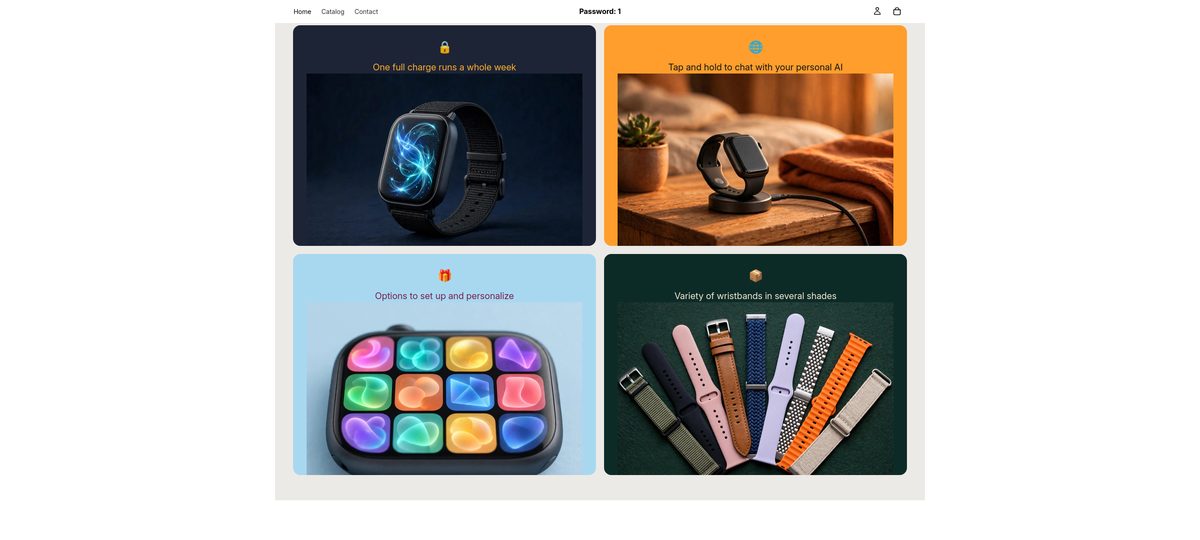 Home
Catalog
Contact
Password: 1
One full charge runs a whole week
Tap and hold to chat with your personal AI
Options to set up and personalize
Variety of wristbands in several shades